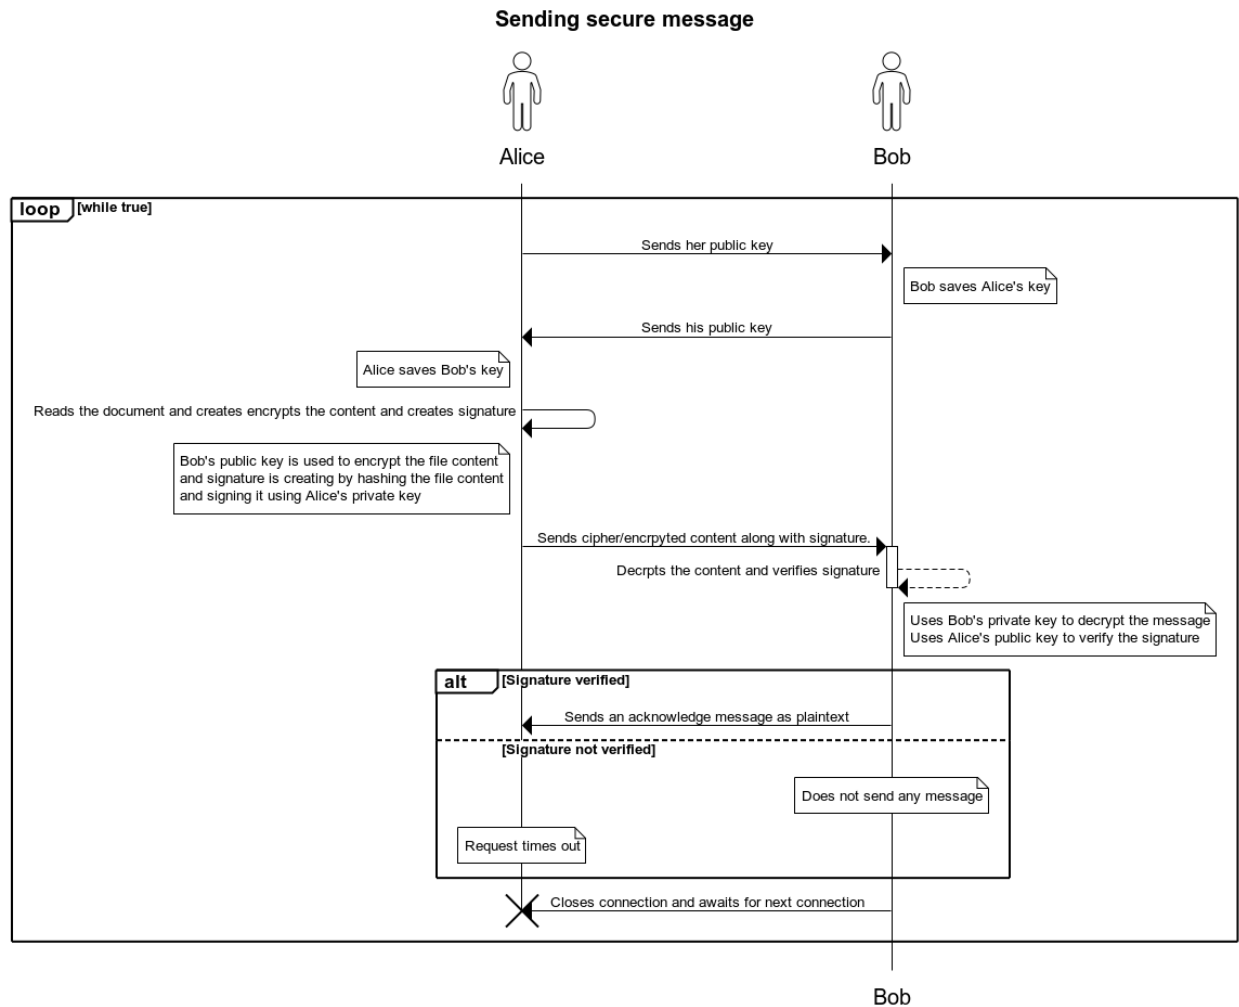 Sending secure message
Alice
Bob
loop
[while true]
Sends her public key
Bob saves Alice's key
Sends his public key
Alice saves Bob's key
Reads the document and creates encrypts the content and creates signature
Bob's public key is used to encrypt the file content
and signature is creating by hashing the file content
and signing it using Alice's private key
Sends cipher/encrpyted content along with signature.
Decrpts the content and verifies signature
Uses Bob's private key to decrypt the message
Uses Alice's public key to verify the signature
alt
[Signature verified]
Sends an acknowledge message as plaintext
[Signature not verified]
Does not send any message
Request times out
Closes connection and awaits for next connection
Bob